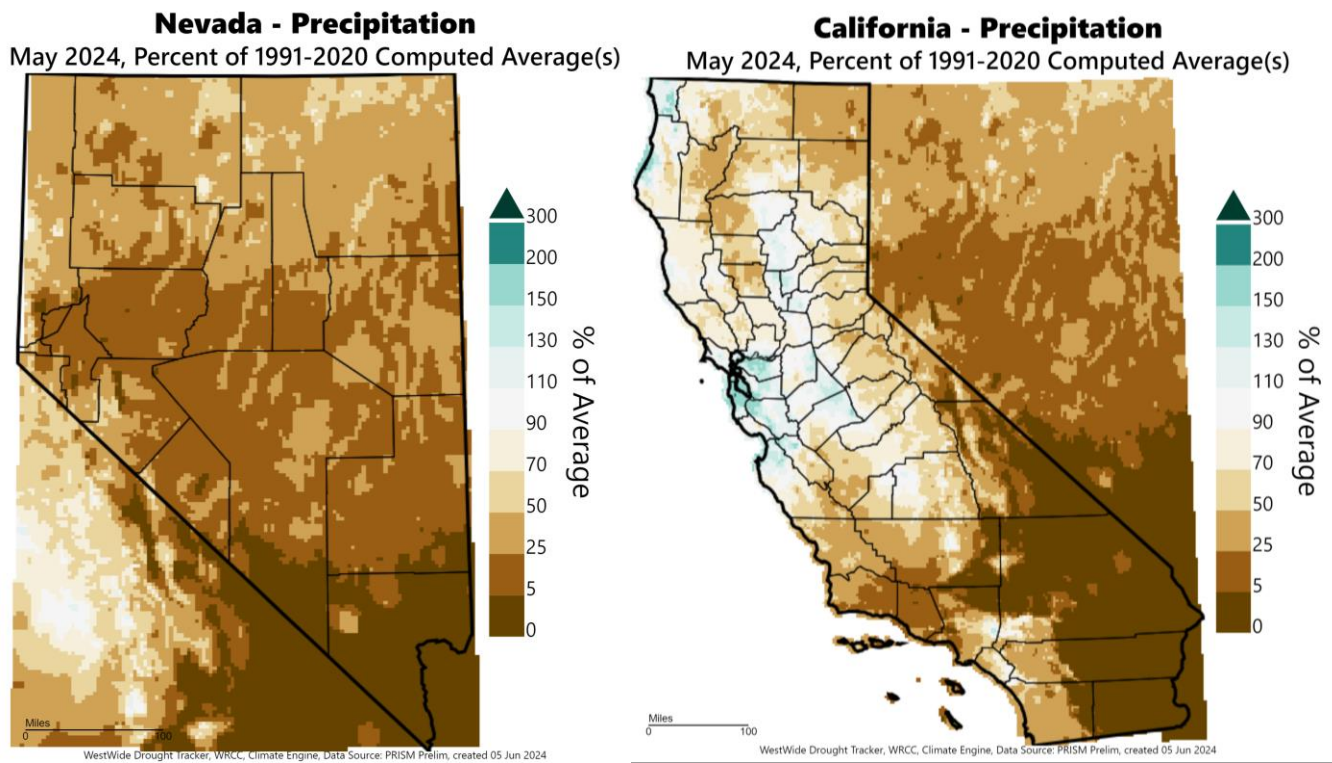 Nevada - Precipitation
May 2024, Percent of 1991-2020 Computed Average(s)
300
200
150
130
110
90
70
50
25
5
0
% of Average
Miles
0 100
WestWide Drought Tracker, WRCC, Climate Engine, Data Source: PRISM Prelim, created 05 Jun 2024
California - Precipitation
May 2024, Percent of 1991-2020 Computed Average(s)
300
200
150
130
110
90
70
50
25
5
0
% of Average
Miles
0 100
WestWide Drought Tracker, WRCC, Climate Engine, Data Source: PRISM Prelim, created 05 Jun 2024